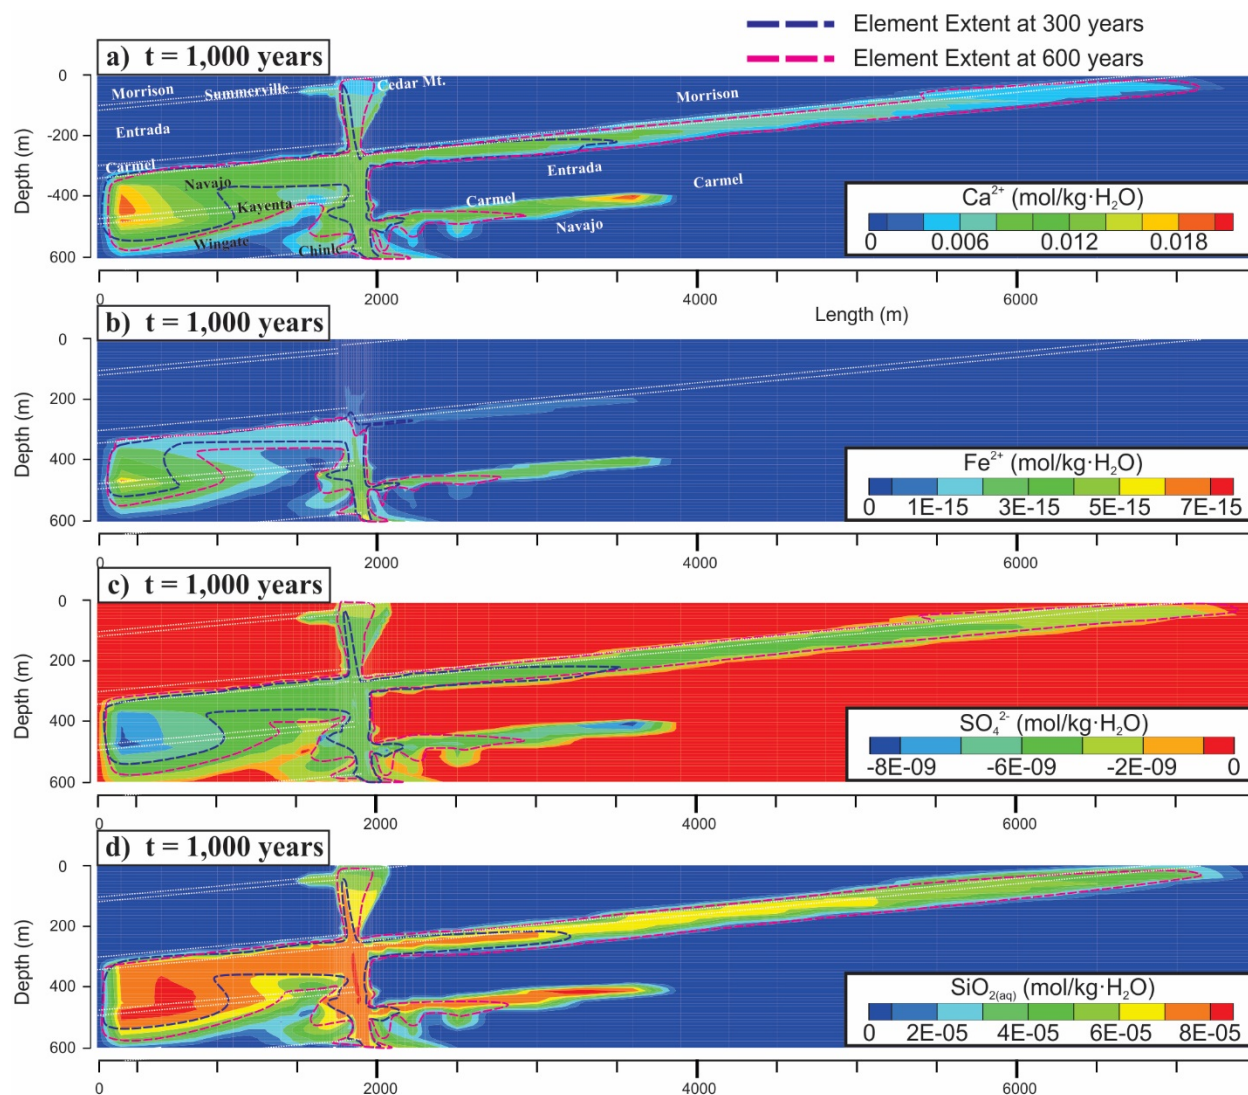 Element Extent at 300 years
Element Extent at 600 years
a) t = 1,000 years
0
-200
400
600
Depth (m)
Morrison
Summerville
Cedar Mt.
Morrison
Entrada
Carmel
Navajo
Kayenta
Wingate
Chinle
Entrada
Carmel
Carmel
Navajo
Ca²⁺ (mol/kg·H₂O)
0 0.006 0.012 0.018
0 2000 4000 6000
Length (m)
b) t = 1,000 years
0
200
400
600
Depth (m)
Fe²⁺ (mol/kg·H₂O)
0 1E-15 3E-15 5E-15 7E-15
0 2000 4000 6000
c) t = 1,000 years
0
200
400
600
Depth (m)
SO₄²⁻ (mol/kg·H₂O)
-8E-09 -6E-09 -2E-09 0
0 2000 4000 6000
d) t = 1,000 years
0
200
400
600
Depth (m)
SiO₂₍aq₎ (mol/kg·H₂O)
0 2E-05 4E-05 6E-05 8E-05
0 2000 4000 6000